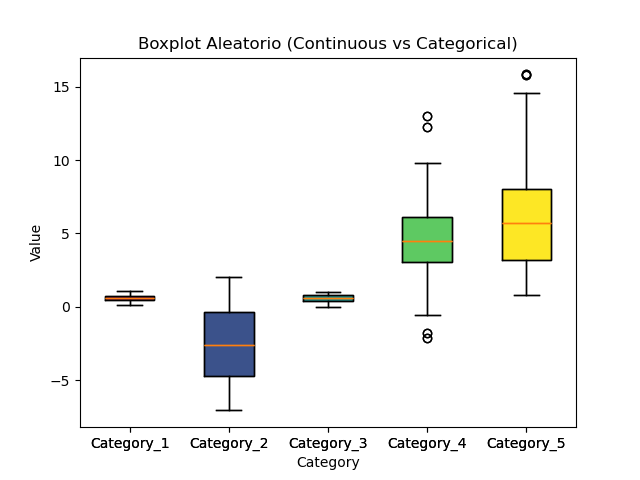 Boxplot Aleatorio (Continuous vs Categorical)
Value
15
10
5
0
−5
Category_1 Category_2 Category_3 Category_4 Category_5
Category